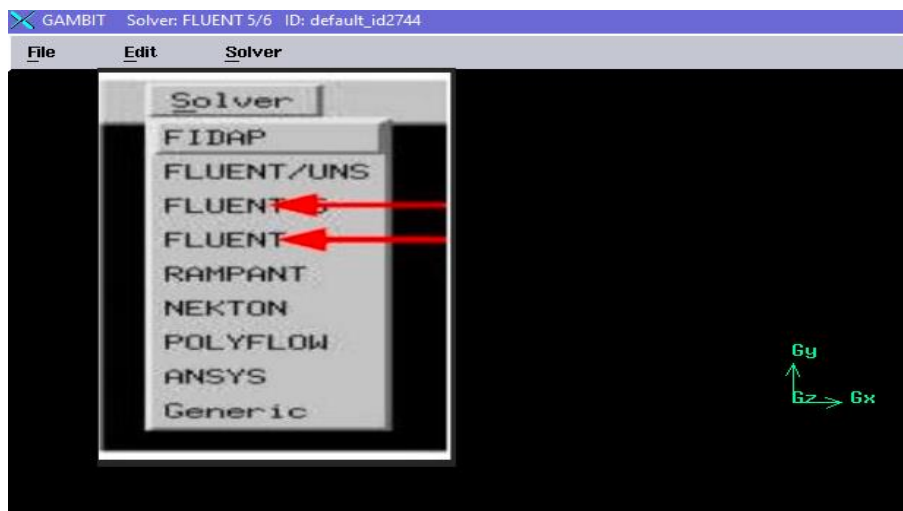 GAMBIT Solver: FLUENT 5/6 ID: default_id2744
File Edit Solver
Solver
FIDAP
FLUENT/UNS
FLUENT
FLUENT
RAMPANT
NEKTON
POLYFLOW
ANSYS
Generic
Gy
Gz Gx